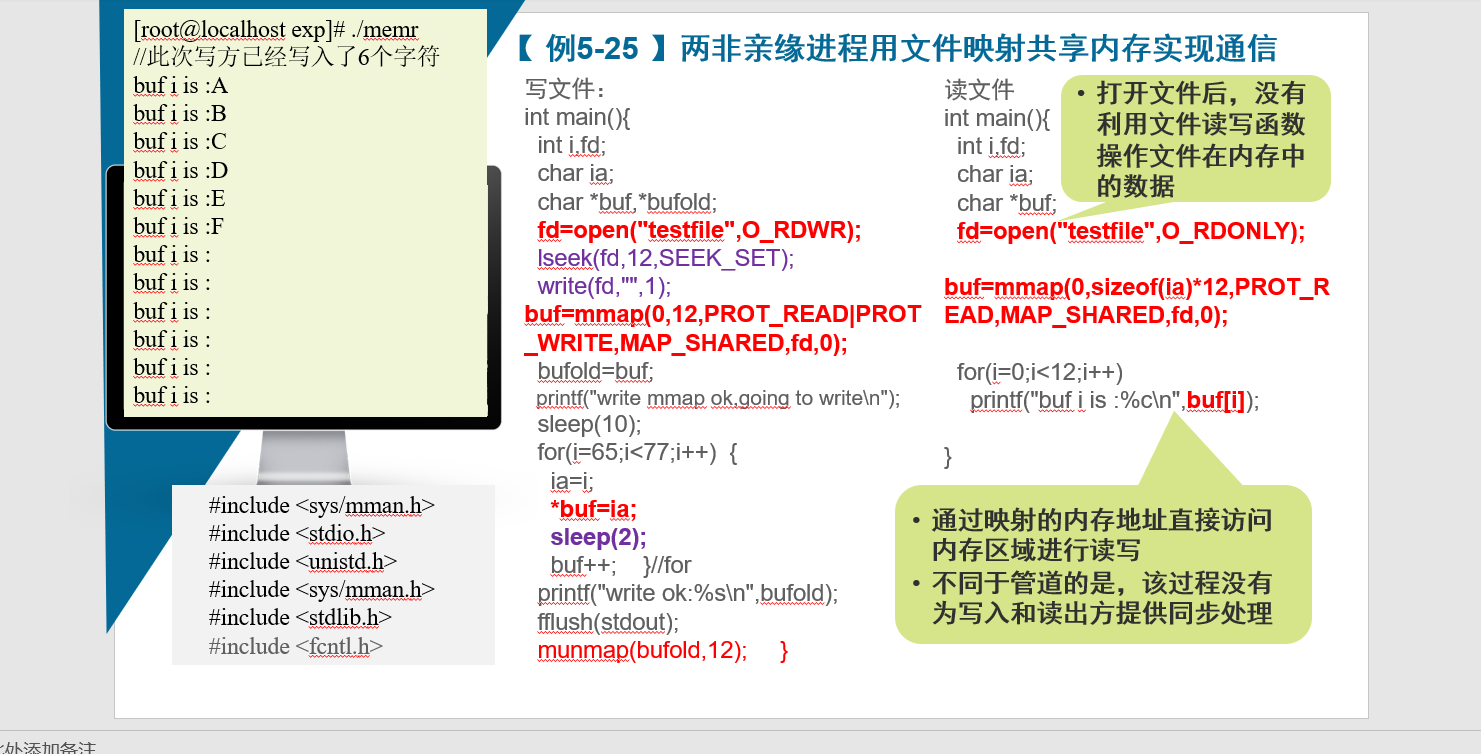 [root@localhost exp]# ./memr
//此次写方己经写入了6个字符
buf i is :A
buf i is :B
buf i is :C
buf i is :D
buf i is :E
buf i is :F
buf i is :
buf i is :
buf i is :
buf i is :
buf i is :
buf i is :
#include <sys/mman.h>
#include <stdio.h>
#include <unistd.h>
#include <sys/mman.h>
#include <stdlib.h>
#include <fcntl.h>
【 例5-25 】两非亲缘进程用文件映射共享内存实现通信
写文件：
int main(){
int i,fd;
char ia;
char *buf,*bufold;
fd=open("testfile",O_RDWR);
lseek(fd,12,SEEK_SET);
write(fd,"",1);
buf=mmap(0,12,PROT_READ|PROT
_WRITE,MAP_SHARED,fd,0);
bufold=buf;
printf("write mmap ok,going to write\n");
sleep(10);
for(i=65;i<77;i++) {
ia=i;
*buf=ia;
sleep(2);
buf++; }//for
printf("write ok:%s\n",bufold);
fflush(stdout);
munmap(bufold,12); }
读文件
int main(){
int i,fd;
char ia;
char *buf;
fd=open("testfile",O_RDONLY);
buf=mmap(0,sizeof(ia)*12,PROT_R
EAD,MAP_SHARED,fd,0);
for(i=0;i<12;i++)
printf("buf i is :%c\n",buf[i]);
}
• 打开文件后，没有
利用文件读写函数
操作文件在内存中
的数据
• 通过映射的内存地址直接访问
内存区域进行读写
• 不同于管道的是，该过程没有
为写入和读出方提供同步处理
此处添加备注